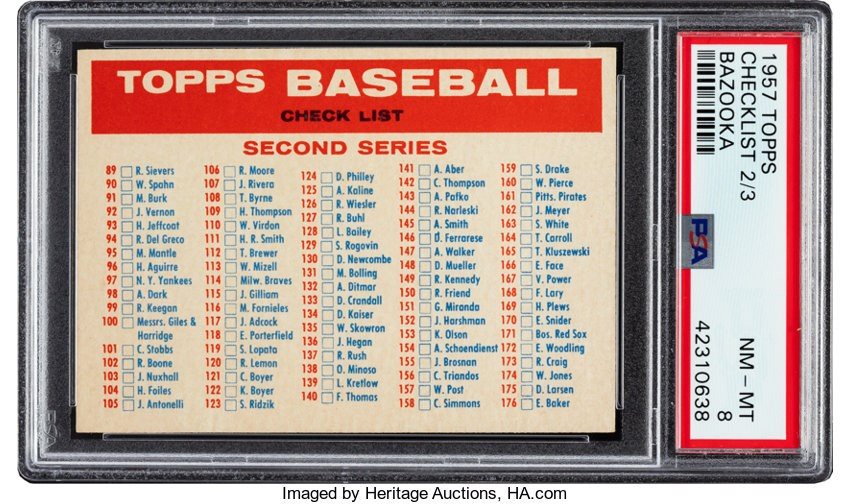 TOPPS BASEBALL
CHECK LIST
SECOND SERIES
89 R. Sievers
90 W. Spahn
91 M. Burk
92 J. Vernon
93 H. Jeffcoat
94 R. Del Greco
95 M. Mantle
96 H. Aguirre
97 N. Y. Yankees
98 A. Dark
99 R. Keegan
100 Messrs. Giles &
Harridge
101 C. Stobbs
102 R. Boone
103 J. Nuxhall
104 H. Foiles
105 J. Antonelli
106 R. Moore
107 J. Rivera
108 T. Byrne
109 H. Thompson
110 W. Virdon
111 H. R. Smith
112 T. Brewer
113 W. Mizell
114 Milw. Braves
115 J. Gilliam
116 M. Fornieles
117 J. Adcock
118 E. Porterfield
119 S. Lopata
120 R. Lemon
121 C. Boyer
122 K. Boyer
123 S. Ridzik
124 D. Philley
125 A. Kaline
126 R. Wiesler
127 R. Buhl
128 L. Bailey
129 S. Rogovin
130 D. Newcombe
131 M. Bolling
132 A. Ditmar
133 D. Crandall
134 D. Kaiser
135 W. Skowron
136 J. Hegan
137 R. Rush
138 O. Minoso
139 L. Kretlow
140 F. Thomas
141 A. Aber
142 C. Thompson
143 A. Pafko
144 R. Narleski
145 A. Smith
146 D. Ferrarese
147 A. Walker
148 D. Mueller
149 R. Kennedy
150 R. Friend
151 G. Miranda
152 J. Harshman
153 K. Olson
154 A. Schoendienst
155 J. Brosnan
156 C. Triandos
157 W. Post
158 C. Simmons
159 S. Drake
160 W. Pierce
161 Pitts. Pirates
162 J. Meyer
163 S. White
164 T. Carroll
165 T. Kluszewski
166 E. Face
167 V. Power
168 F. Lary
169 H. Plews
170 E. Snider
171 Bos. Red Sox
172 E. Woodling
173 R. Craig
174 W. Jones
175 D. Larsen
176 E. Baker
1957 TOPPS
CHECKLIST 2/3
BAZOOKA
NM - MT
8
PSA
42310638
Imaged by Heritage Auctions, HA.com